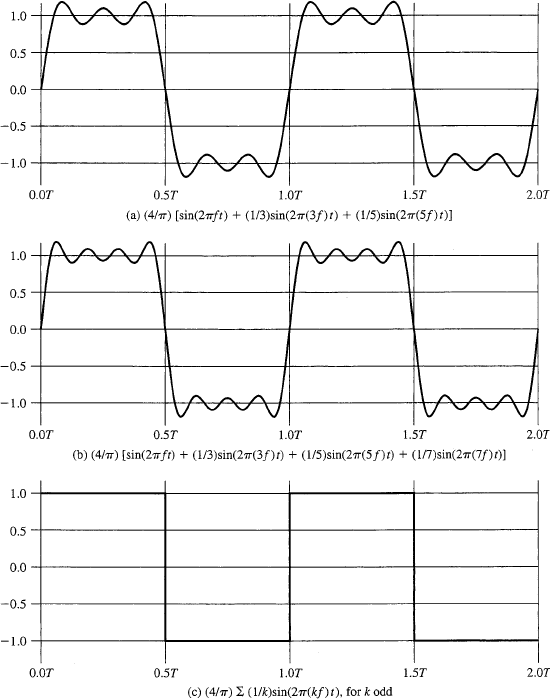 1.0
0.5
0.0
−0.5
−1.0
0.0T 0.5T 1.0T 1.5T 2.0T
(a) (4/π) [sin(2πft) + (1/3)sin(2π(3f)t) + (1/5)sin(2π(5f)t)]
1.0
0.5
0.0
−0.5
−1.0
0.0T 0.5T 1.0T 1.5T 2.0T
(b) (4/π) [sin(2πft) + (1/3)sin(2π(3f)t) + (1/5)sin(2π(5f)t) + (1/7)sin(2π(7f)t)]
1.0
0.5
0.0
−0.5
−1.0
0.0T 0.5T 1.0T 1.5T 2.0T
(c) (4/π) Σ (1/k)sin(2π(kf)t), for k odd